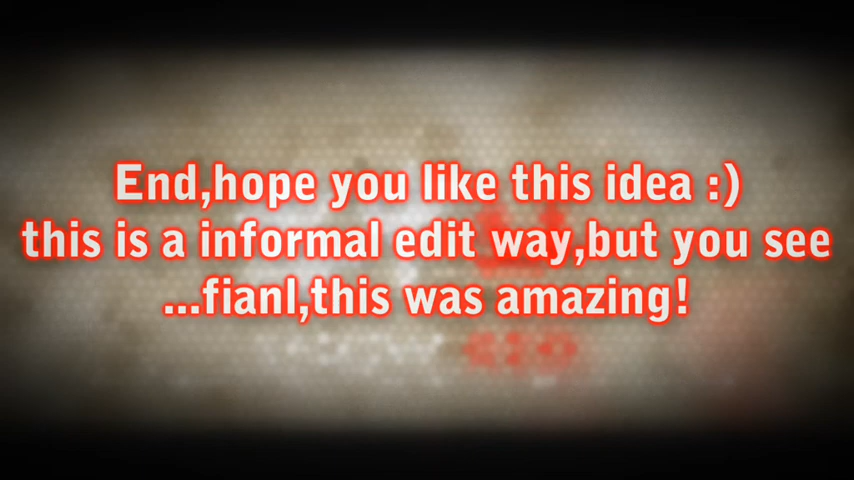 End,hope you like this idea :)
this is a informal edit way,but you see
...fianl,this was amazing!